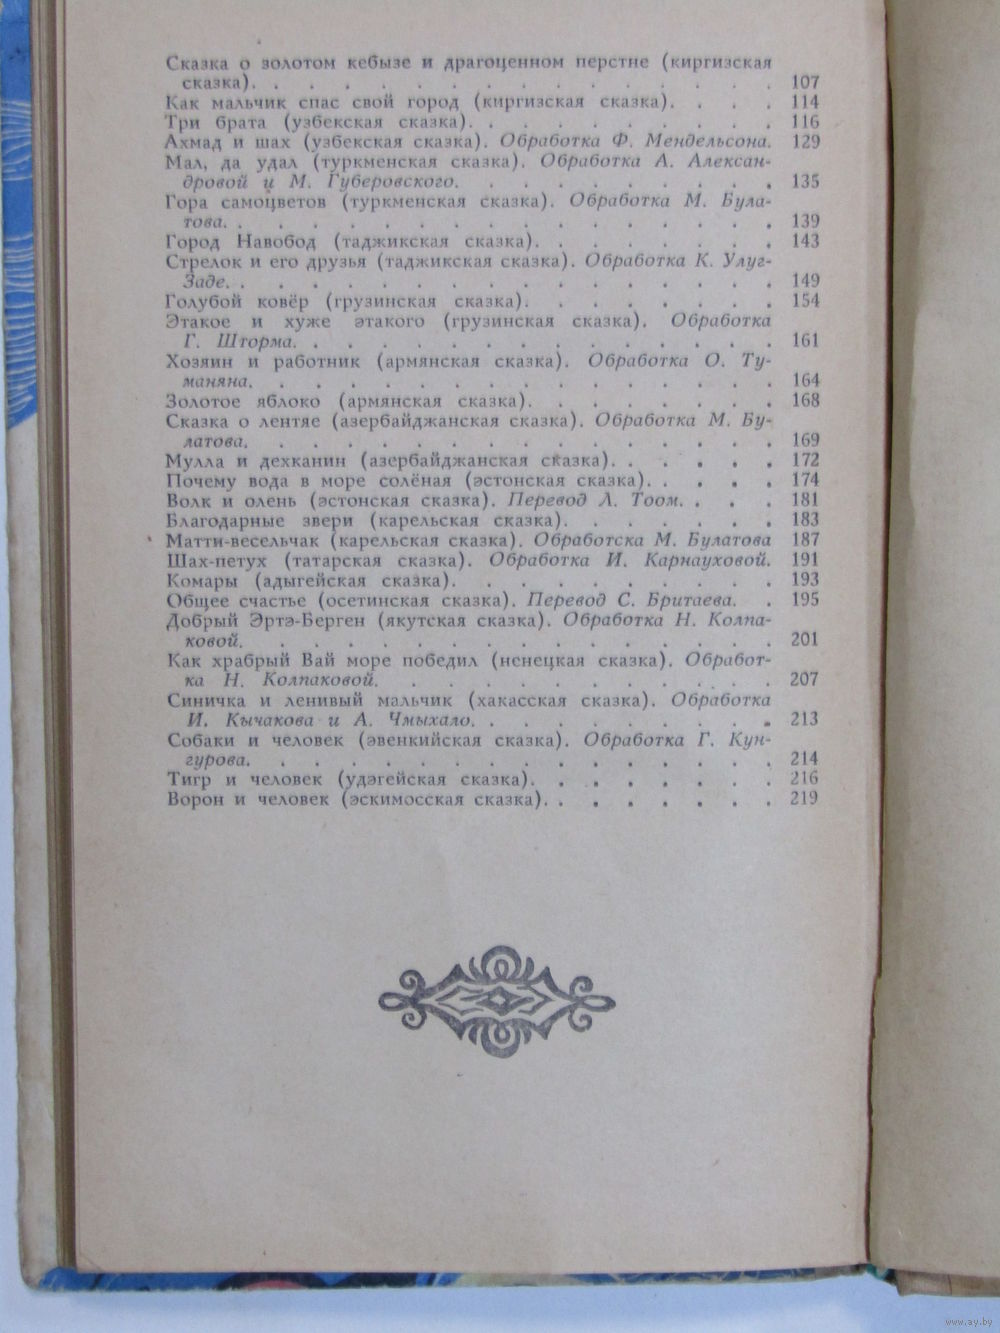 Сказка о золотом кебызе и драгоценном перстне (киргизская
сказка). . . . . . . . . . . . . . . . 107
Как мальчик спас свой город (киргизская сказка). . . . 114
Три брата (узбекская сказка). . . . . . . . . . 116
Ахмад и шах (узбекская сказка). Обработка Ф. Мендельсона. 129
Мал, да удал (туркменская сказка). Обработка А. Алексан-
дровой и М. Губеровского. . . . . . . . . . 135
Гора самоцветов (туркменская сказка). Обработка М. Була-
това. . . . . . . . . . . . . . . . . 139
Город Навобод (таджикская сказка). . . . . . . . 143
Стрелок и его друзья (таджикская сказка). Обработка К. Улуг-
Заде. . . . . . . . . . . . . . . . . 149
Голубой ковёр (грузинская сказка). . . . . . . . 154
Этакое и хуже этакого (грузинская сказка). Обработка
Г. Шторма. . . . . . . . . . . . . . . 161
Хозяин и работник (армянская сказка). Обработка О. Ту-
маняна. . . . . . . . . . . . . . . . 164
Золотое яблоко (армянская сказка). . . . . . . . 168
Сказка о лентяе (азербайджанская сказка). Обработка М. Бу-
латова. . . . . . . . . . . . . . . . 169
Мулла и дехканин (азербайджанская сказка). . . . . . 172
Почему вода в море солёная (эстонская сказка). . . . . 174
Волк и олень (эстонская сказка). Перевод Л. Тоом. . . . 181
Благодарные звери (карельская сказка). . . . . . . 183
Матти-весельчак (карельская сказка). Обработска М. Булатова 187
Шах-петух (татарская сказка). Обработка И. Карнауховой. 191
Комары (адыгейская сказка). . . . . . . . . . 193
Общее счастье (осетинская сказка). Перевод С. Бритаева. . 195
Добрый Эртэ-Берген (якутская сказка). Обработка Н. Колпа-
ковой. . . . . . . . . . . . . . . . . 201
Как храбрый Вай море победил (ненецкая сказка). Обработ-
ка Н. Колпаковой. . . . . . . . . . . . . 207
Синичка и ленивый мальчик (хакасская сказка). Обработка
И. Кычакова и А. Чмыхало. . . . . . . . . . 213
Собаки и человек (эвенкийская сказка). Обработка Г. Кун-
гурова. . . . . . . . . . . . . . . . 214
Тигр и человек (удэгейская сказка). . . . . . . . 216
Ворон и человек (эскимосская сказка). . . . . . . 219
www.ay.by